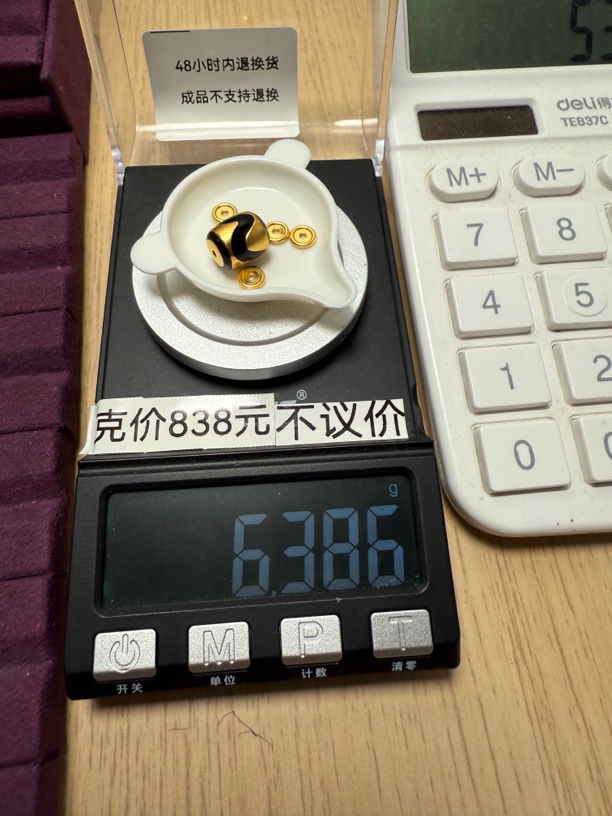 48小时内退换货
成品不支持退换
deli得
TE837C
M+ M-
7 8
4 5
1 2
0
®
克价838元不议价
g
6.386
M P T
开关 单位 计数 清零